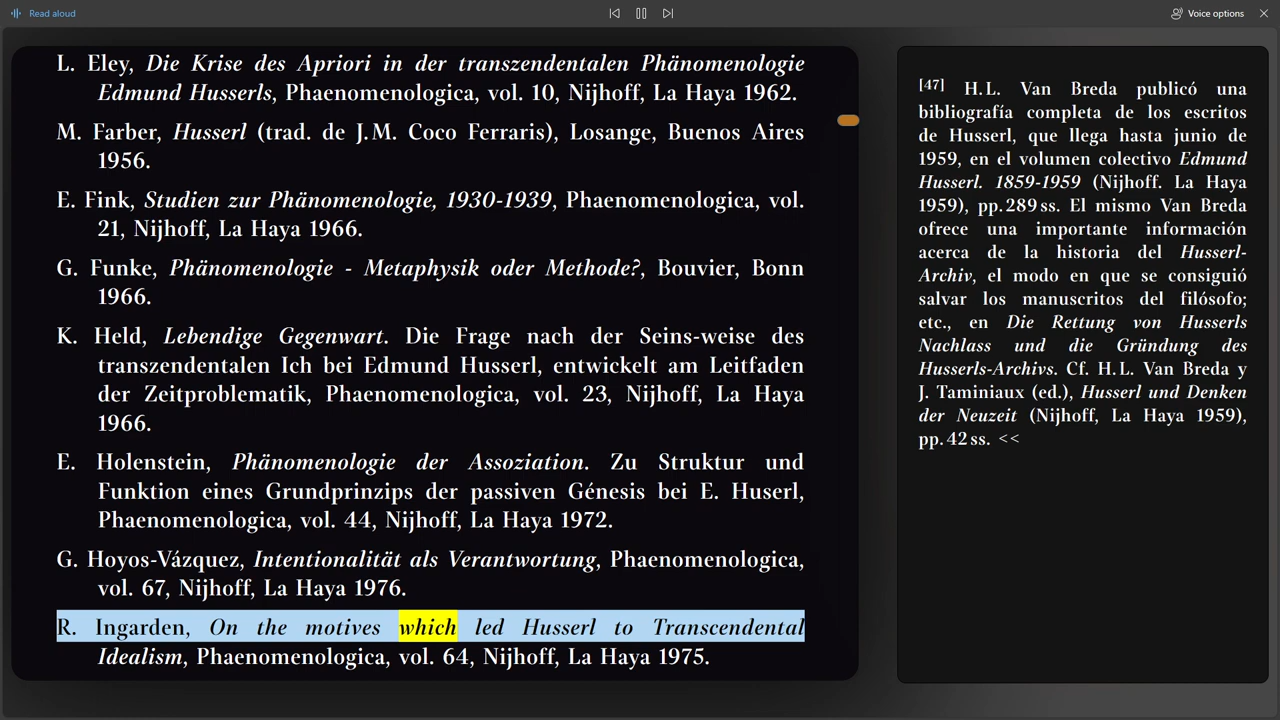 Read aloud
Voice options
L. Eley, Die Krise des Apriori in der transzendentalen Phänomenologie
Edmund Husserls, Phaenomenologica, vol. 10, Nijhoff, La Haya 1962.
M. Farber, Husserl (trad. de J.M. Coco Ferraris), Losange, Buenos Aires
1956.
E. Fink, Studien zur Phänomenologie, 1930-1939, Phaenomenologica, vol.
21, Nijhoff, La Haya 1966.
G. Funke, Phänomenologie - Metaphysik oder Methode?, Bouvier, Bonn
1966.
K. Held, Lebendige Gegenwart. Die Frage nach der Seins-weise des
transzendentalen Ich bei Edmund Husserl, entwickelt am Leitfaden
der Zeitproblematik, Phaenomenologica, vol. 23, Nijhoff, La Haya
1966.
E. Holenstein, Phänomenologie der Assoziation. Zu Struktur und
Funktion eines Grundprinzips der passiven Génesis bei E. Huserl,
Phaenomenologica, vol. 44, Nijhoff, La Haya 1972.
G. Hoyos-Vázquez, Intentionalität als Verantwortung, Phaenomenologica,
vol. 67, Nijhoff, La Haya 1976.
R. Ingarden, On the motives which led Husserl to Transcendental
Idealism, Phaenomenologica, vol. 64, Nijhoff, La Haya 1975.
[47] H.L. Van Breda publicó una
bibliografía completa de los escritos
de Husserl, que llega hasta junio de
1959, en el volumen colectivo Edmund
Husserl. 1859-1959 (Nijhoff. La Haya
1959), pp. 289 ss. El mismo Van Breda
ofrece una importante información
acerca de la historia del Husserl-
Archiv, el modo en que se consiguió
salvar los manuscritos del filósofo;
etc., en Die Rettung von Husserls
Nachlass und die Gründung des
Husserls-Archivs. Cf. H.L. Van Breda y
J. Taminiaux (ed.), Husserl und Denken
der Neuzeit (Nijhoff, La Haya 1959),
pp. 42 ss. <<